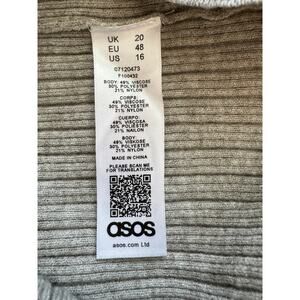 UK 20
EU 48
US 16
07120473
F100432
BODY: 49% VISCOSE
30% POLYESTER
21% NYLON
CORPS:
49% VISCOSE
30% POLYESTER
21% NYLON
CUERPO:
49% VISCOSA
30% POLIÉSTER
21% NYLON
BODY:
49% VISKOSE
30% POLYESTER
21% NYLON
MADE IN CHINA
PLEASE SCAN ME
FOR TRANSLATIONS
asos
asos.com Ltd